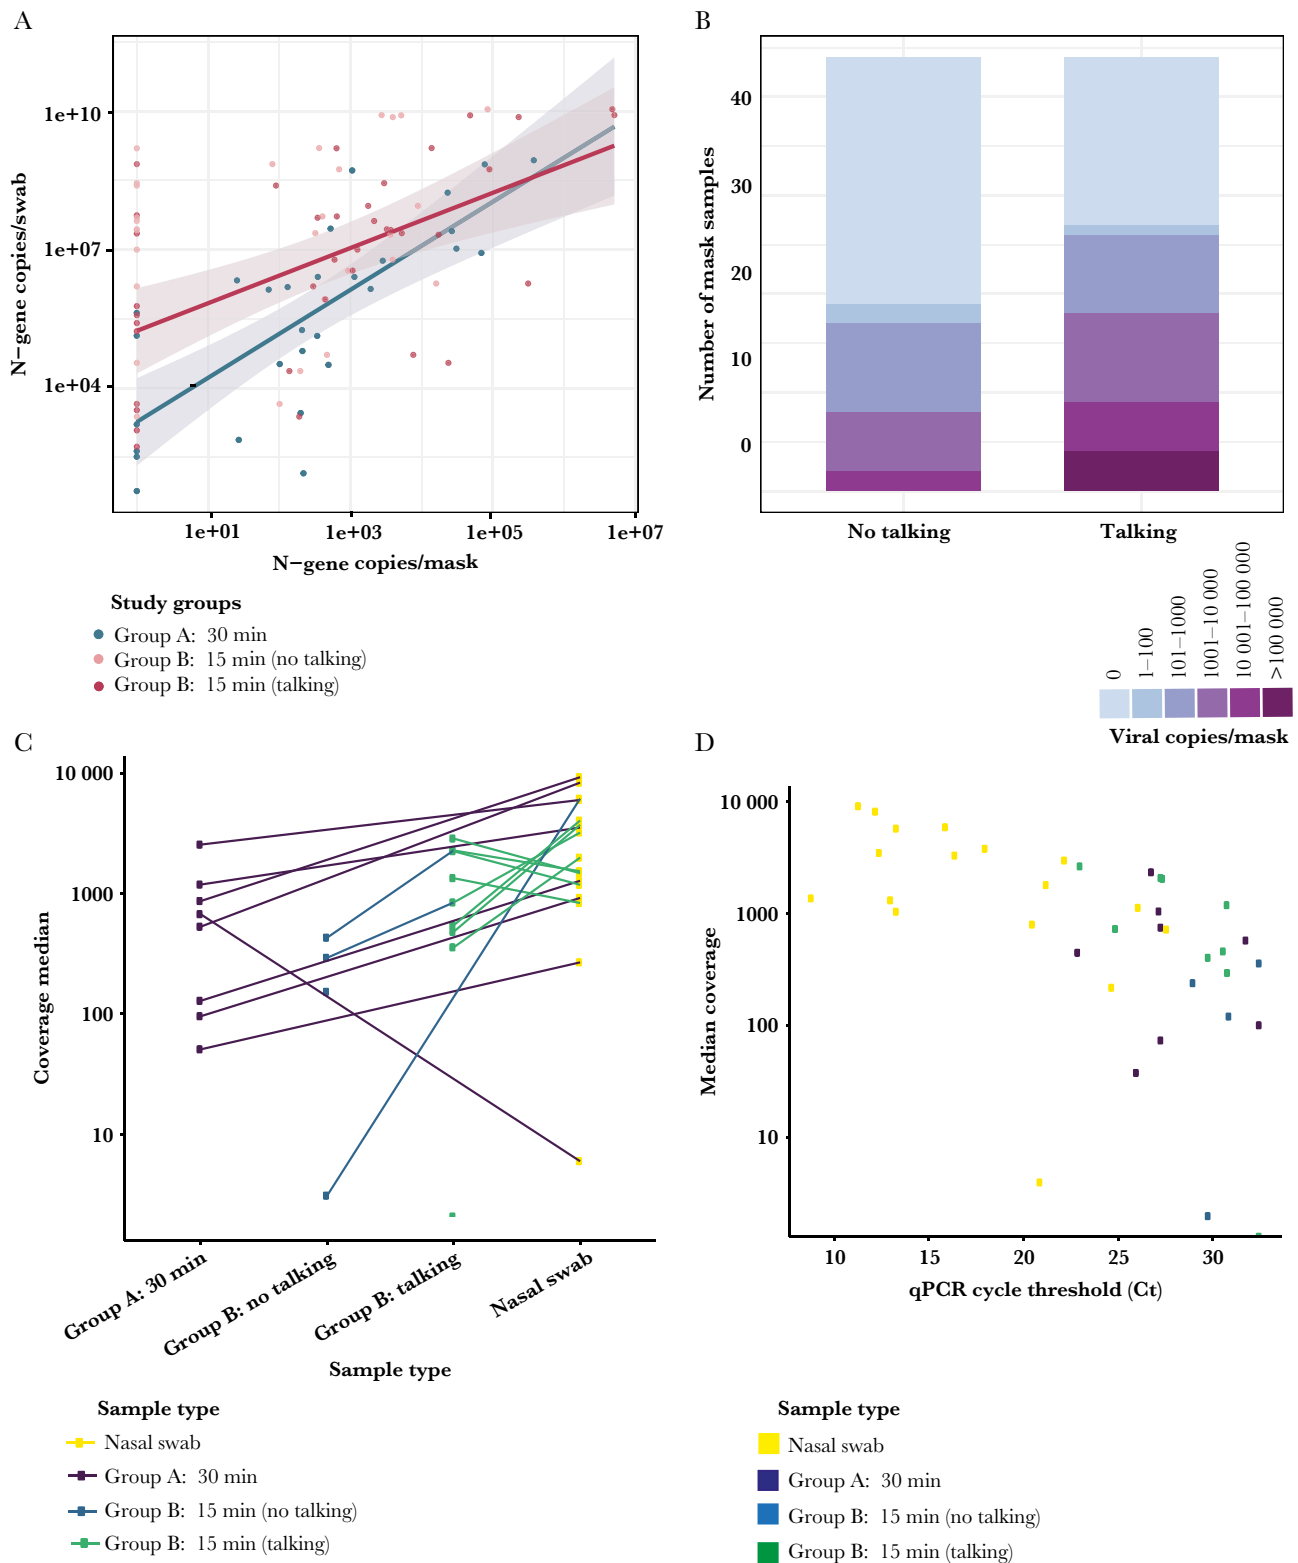 A
N-gene copies/swab
1e+10
1e+07
1e+04
1e+01
1e+03
1e+05
1e+07
N-gene copies/mask
Study groups
Group A: 30 min
Group B: 15 min (no talking)
Group B: 15 min (talking)
B
Number of mask samples
40
30
20
10
0
No talking
Talking
0
1–100
101–1000
1001–10 000
10 001–100 000
>100 000
Viral copies/mask
C
Coverage median
10 000
1000
100
10
Group A: 30 min
Group B: no talking
Group B: talking
Nasal swab
Sample type
Sample type
Nasal swab
Group A: 30 min
Group B: 15 min (no talking)
Group B: 15 min (talking)
D
Median coverage
10 000
1000
100
10
10
15
20
25
30
qPCR cycle threshold (Ct)
Sample type
Nasal swab
Group A: 30 min
Group B: 15 min (no talking)
Group B: 15 min (talking)